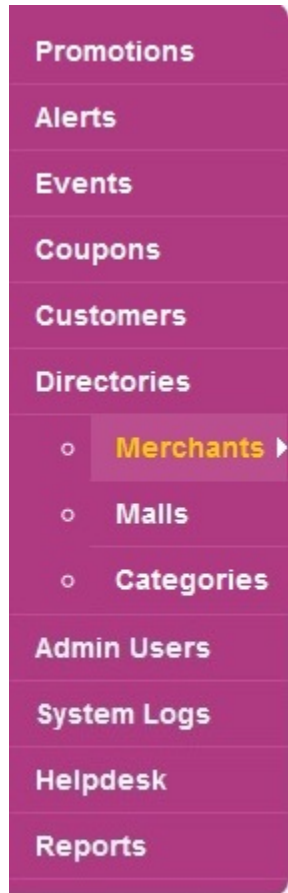 Promotions
Alerts
Events
Coupons
Customers
Directories
Merchants
Malls
Categories
Admin Users
System Logs
Helpdesk
Reports